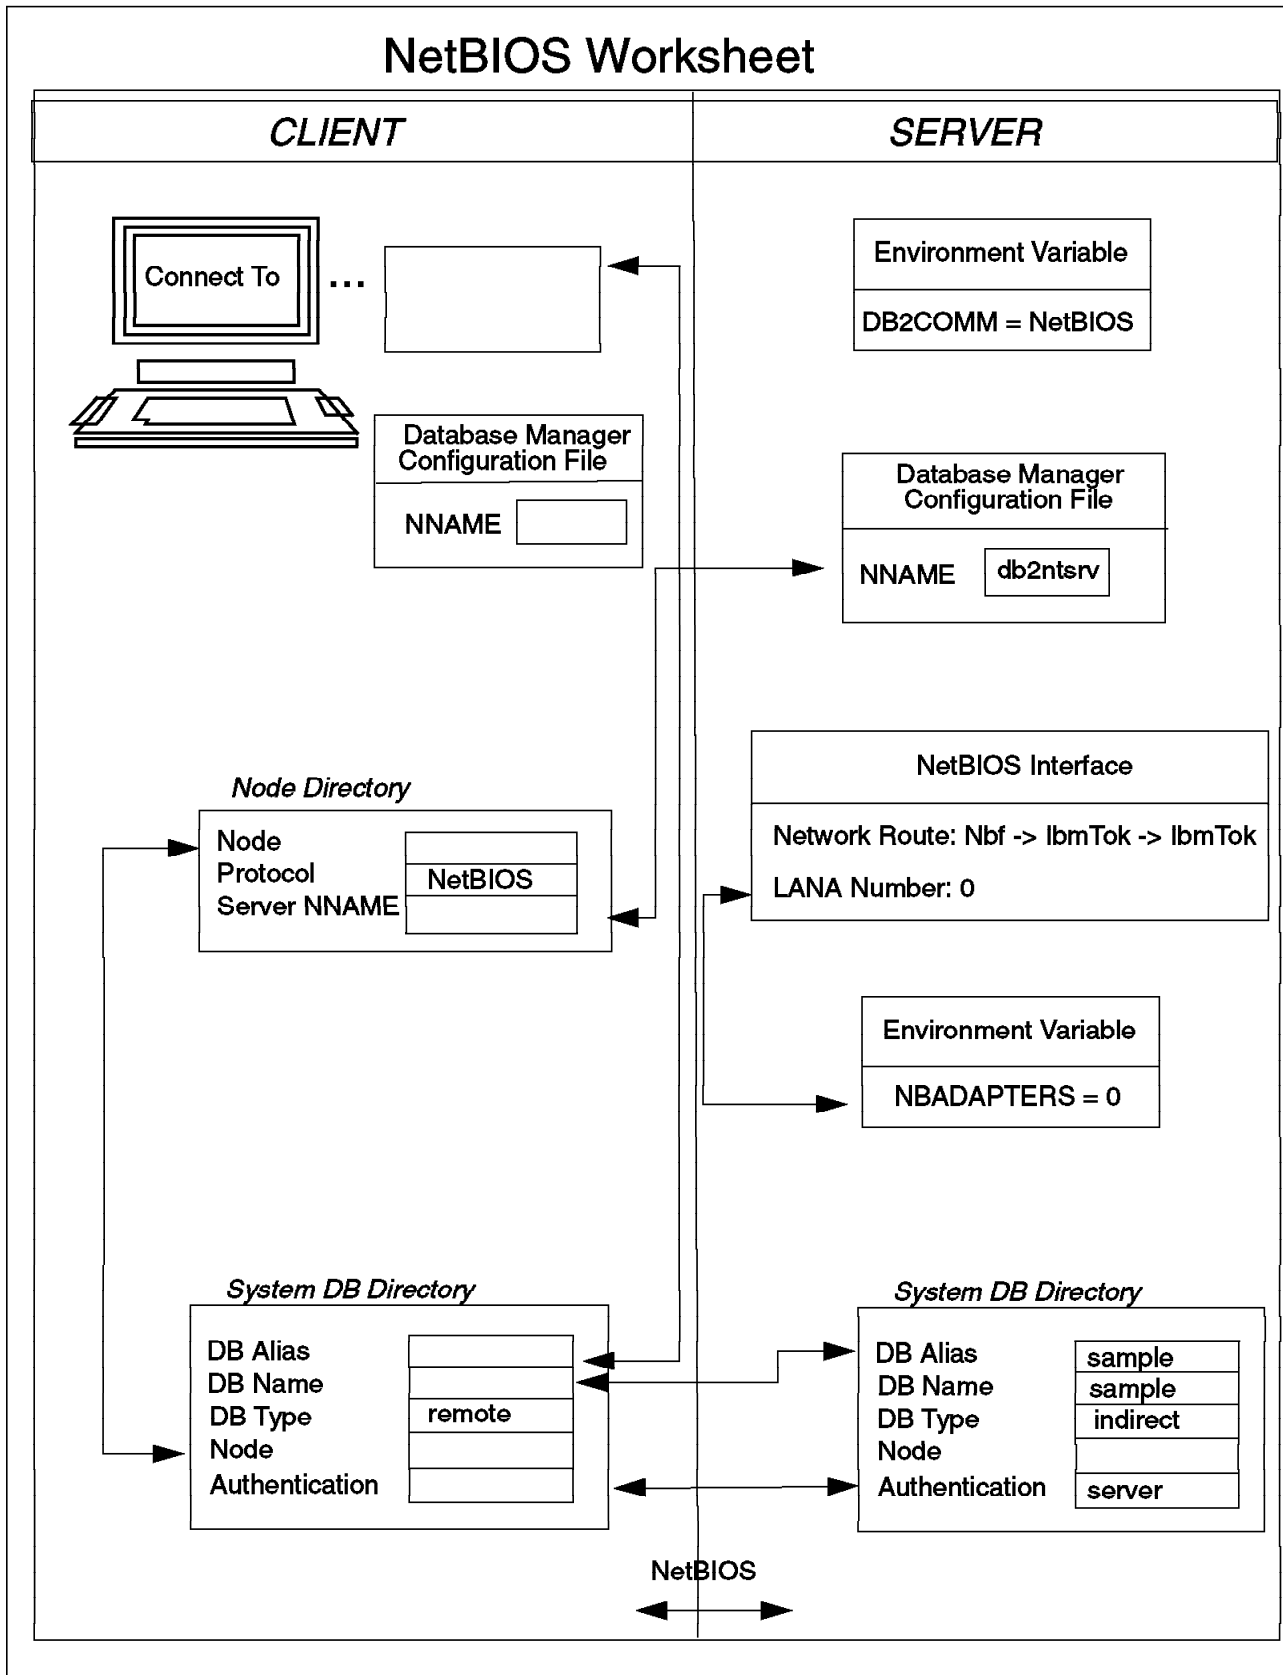 NetBIOS Worksheet
CLIENT
SERVER
Connect To ...
Database Manager
Configuration File
NNAME
Node Directory
Node
Protocol NetBIOS
Server NNAME
System DB Directory
DB Alias
DB Name
DB Type remote
Node
Authentication
Environment Variable
DB2COMM = NetBIOS
Database Manager
Configuration File
NNAME db2ntsrv
NetBIOS Interface
Network Route: Nbf -> IbmTok -> IbmTok
LANA Number: 0
Environment Variable
NBADAPTERS = 0
System DB Directory
DB Alias sample
DB Name sample
DB Type indirect
Node
Authentication server
NetBIOS